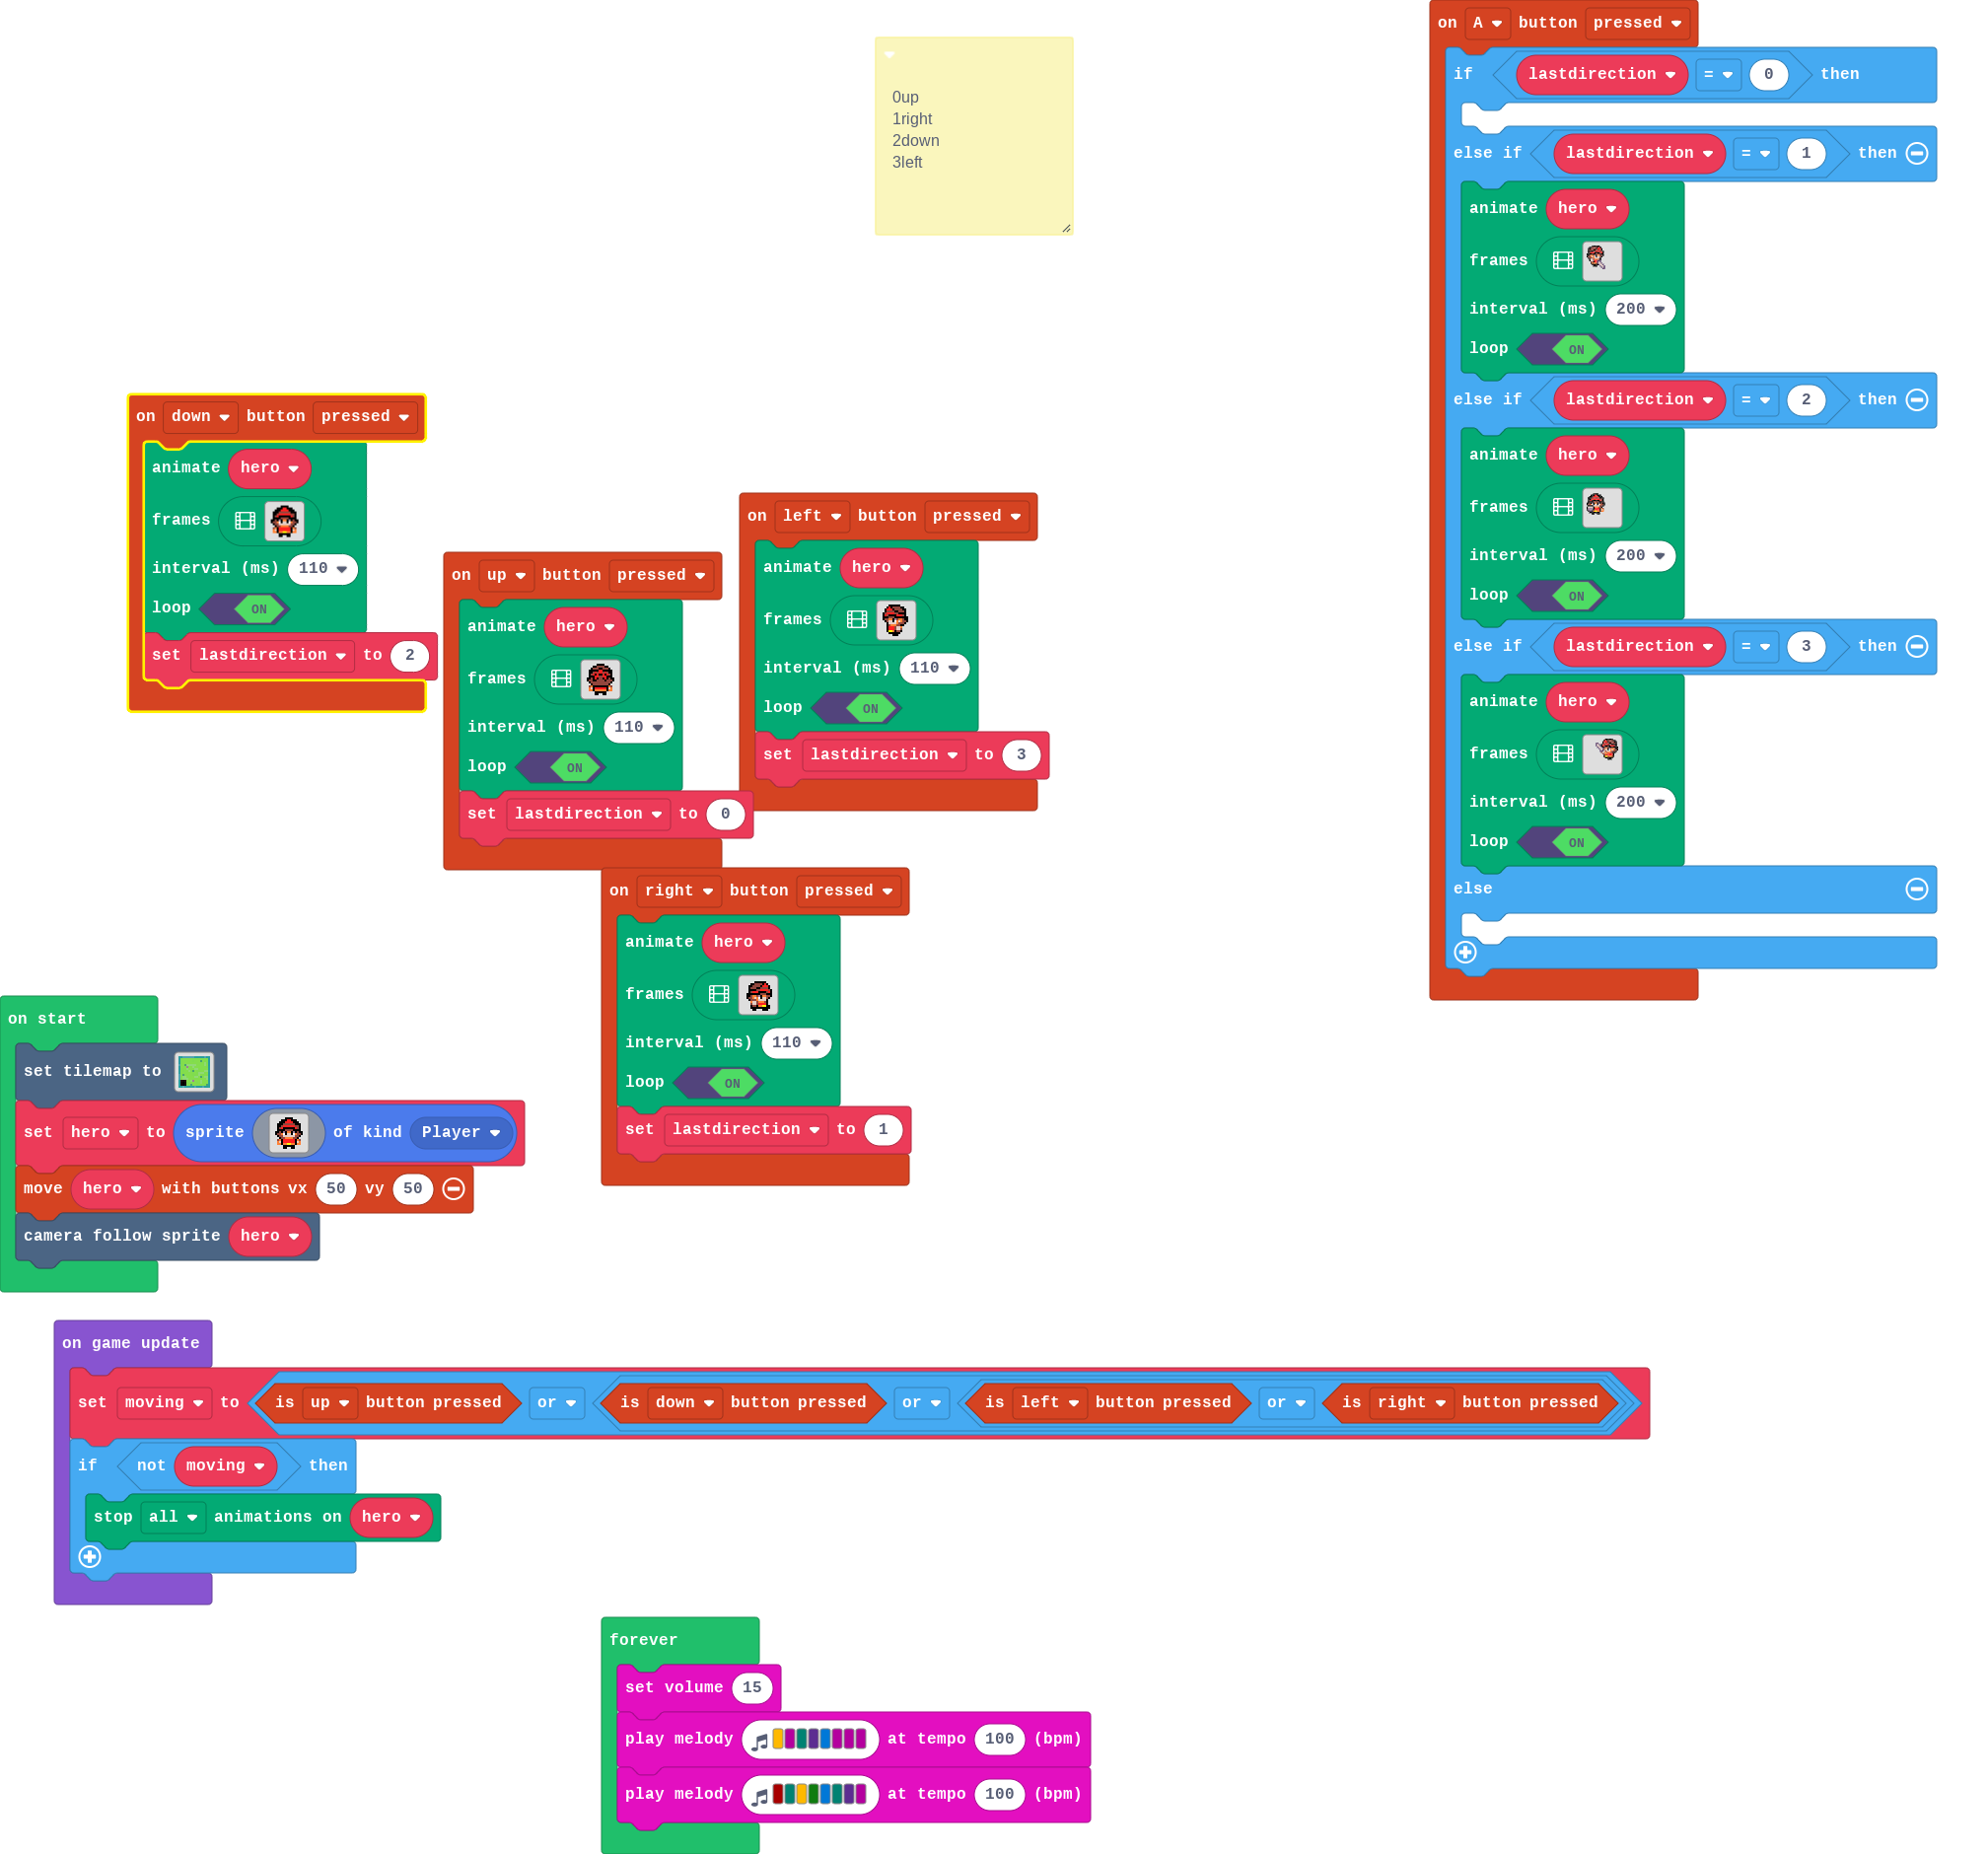 0up
1right
2down
3left
on A button pressed
if lastdirection = 0 then
else if lastdirection = 1 then
animate hero
frames
interval (ms) 200
loop ON
else if lastdirection = 2 then
animate hero
frames
interval (ms) 200
loop ON
else if lastdirection = 3 then
animate hero
frames
interval (ms) 200
loop ON
else
on down button pressed
animate hero
frames
interval (ms) 110
loop ON
set lastdirection to 2
on up button pressed
animate hero
frames
interval (ms) 110
loop ON
set lastdirection to 0
on left button pressed
animate hero
frames
interval (ms) 110
loop ON
set lastdirection to 3
on right button pressed
animate hero
frames
interval (ms) 110
loop ON
set lastdirection to 1
on start
set tilemap to
set hero to sprite of kind Player
move hero with buttons vx 50 vy 50
camera follow sprite hero
on game update
set moving to is up button pressed or is down button pressed or is left button pressed or is right button pressed
if not moving then
stop all animations on hero
forever
set volume 15
play melody at tempo 100 (bpm)
play melody at tempo 100 (bpm)